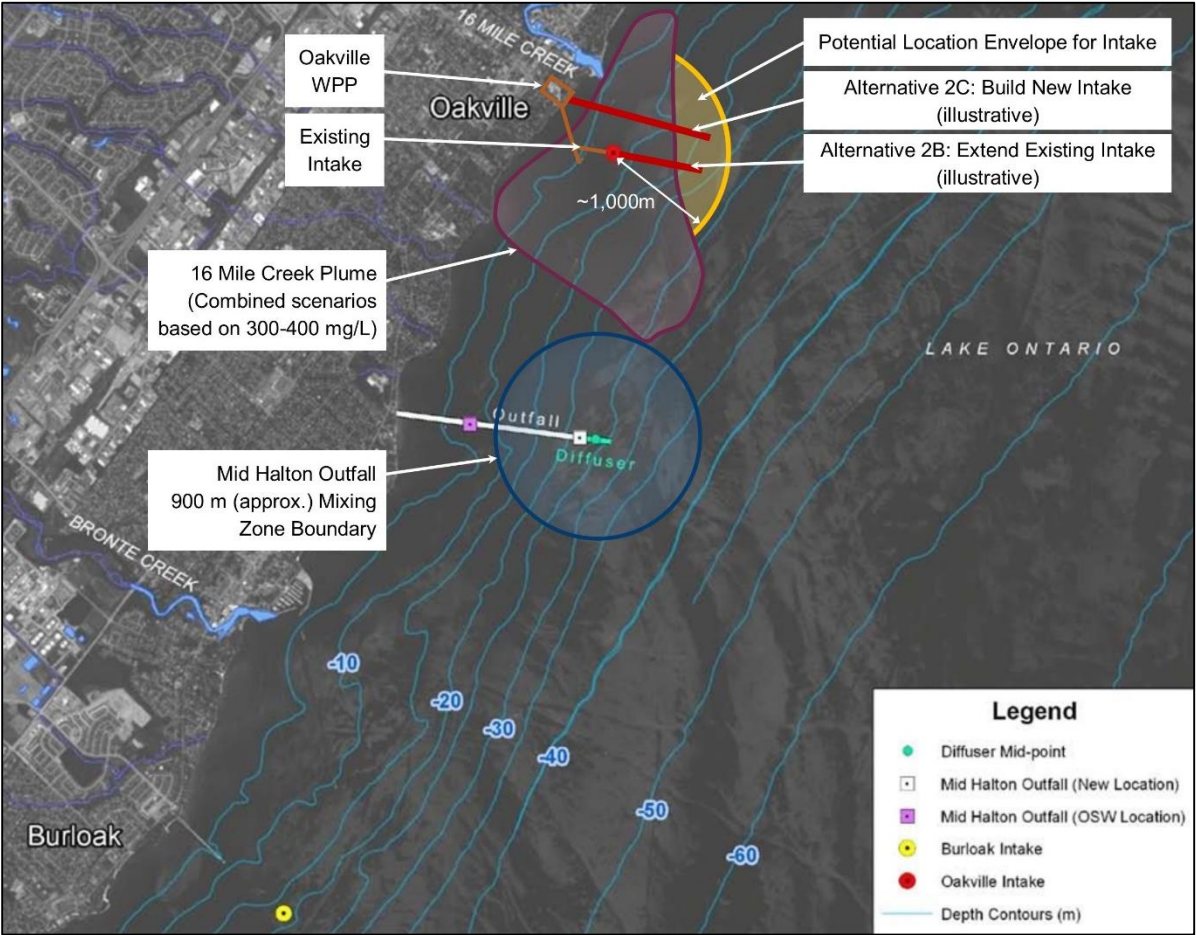 16 MILE CREEK
Oakville
WPP
Oakville
Existing
Intake
Potential Location Envelope for Intake
Alternative 2C: Build New Intake
(illustrative)
Alternative 2B: Extend Existing Intake
(illustrative)
~1,000m
16 Mile Creek Plume
(Combined scenarios
based on 300-400 mg/L)
LAKE ONTARIO
Outfall
Diffuser
Mid Halton Outfall
900 m (approx.) Mixing
Zone Boundary
BRONTE CREEK
-10
-20
-30
-40
-50
-60
Burloak
Legend
Diffuser Mid-point
Mid Halton Outfall (New Location)
Mid Halton Outfall (OSW Location)
Burloak Intake
Oakville Intake
Depth Contours (m)